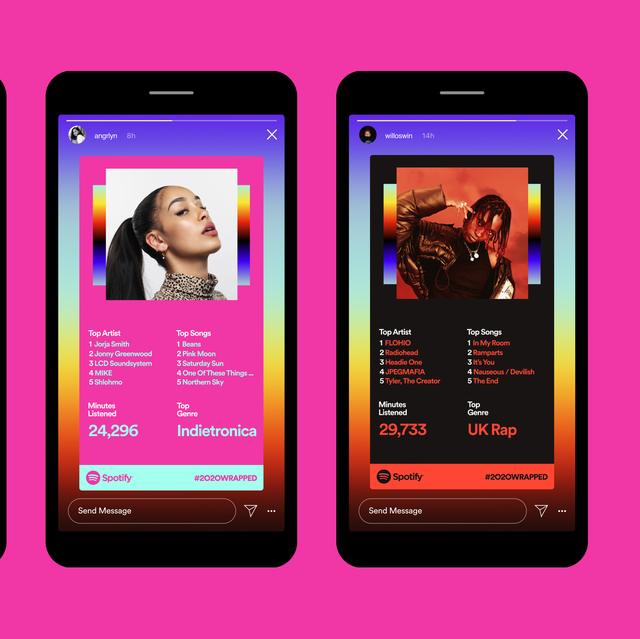 angrlyn 8h
Top Artist
1 Jorja Smith
2 Jonny Greenwood
3 LCD Soundsystem
4 MIKE
5 Shlohmo
Top Songs
1 Beans
2 Pink Moon
3 Saturday Sun
4 One Of These Things ...
5 Northern Sky
Minutes
Listened
24,296
Top
Genre
Indietronica
Spotify
#2020WRAPPED
Send Message
willoswin 14h
Top Artist
1 FLOHIO
2 Radiohead
3 Headie One
4 JPEGMAFIA
5 Tyler, The Creator
Top Songs
1 In My Room
2 Ramparts
3 It's You
4 Nauseous / Devilish
5 The End
Minutes
Listened
29,733
Top
Genre
UK Rap
Spotify
#2020WRAPPED
Send Message